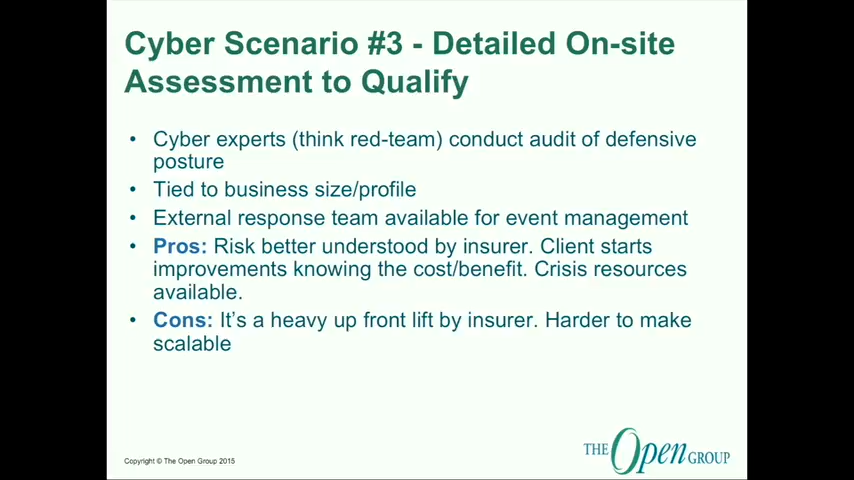 Cyber Scenario #3 - Detailed On-site
Assessment to Qualify
• Cyber experts (think red-team) conduct audit of defensive
posture
• Tied to business size/profile
• External response team available for event management
• Pros: Risk better understood by insurer. Client starts
improvements knowing the cost/benefit. Crisis resources
available.
• Cons: It's a heavy up front lift by insurer. Harder to make
scalable
Copyright © The Open Group 2015
THE Open GROUP